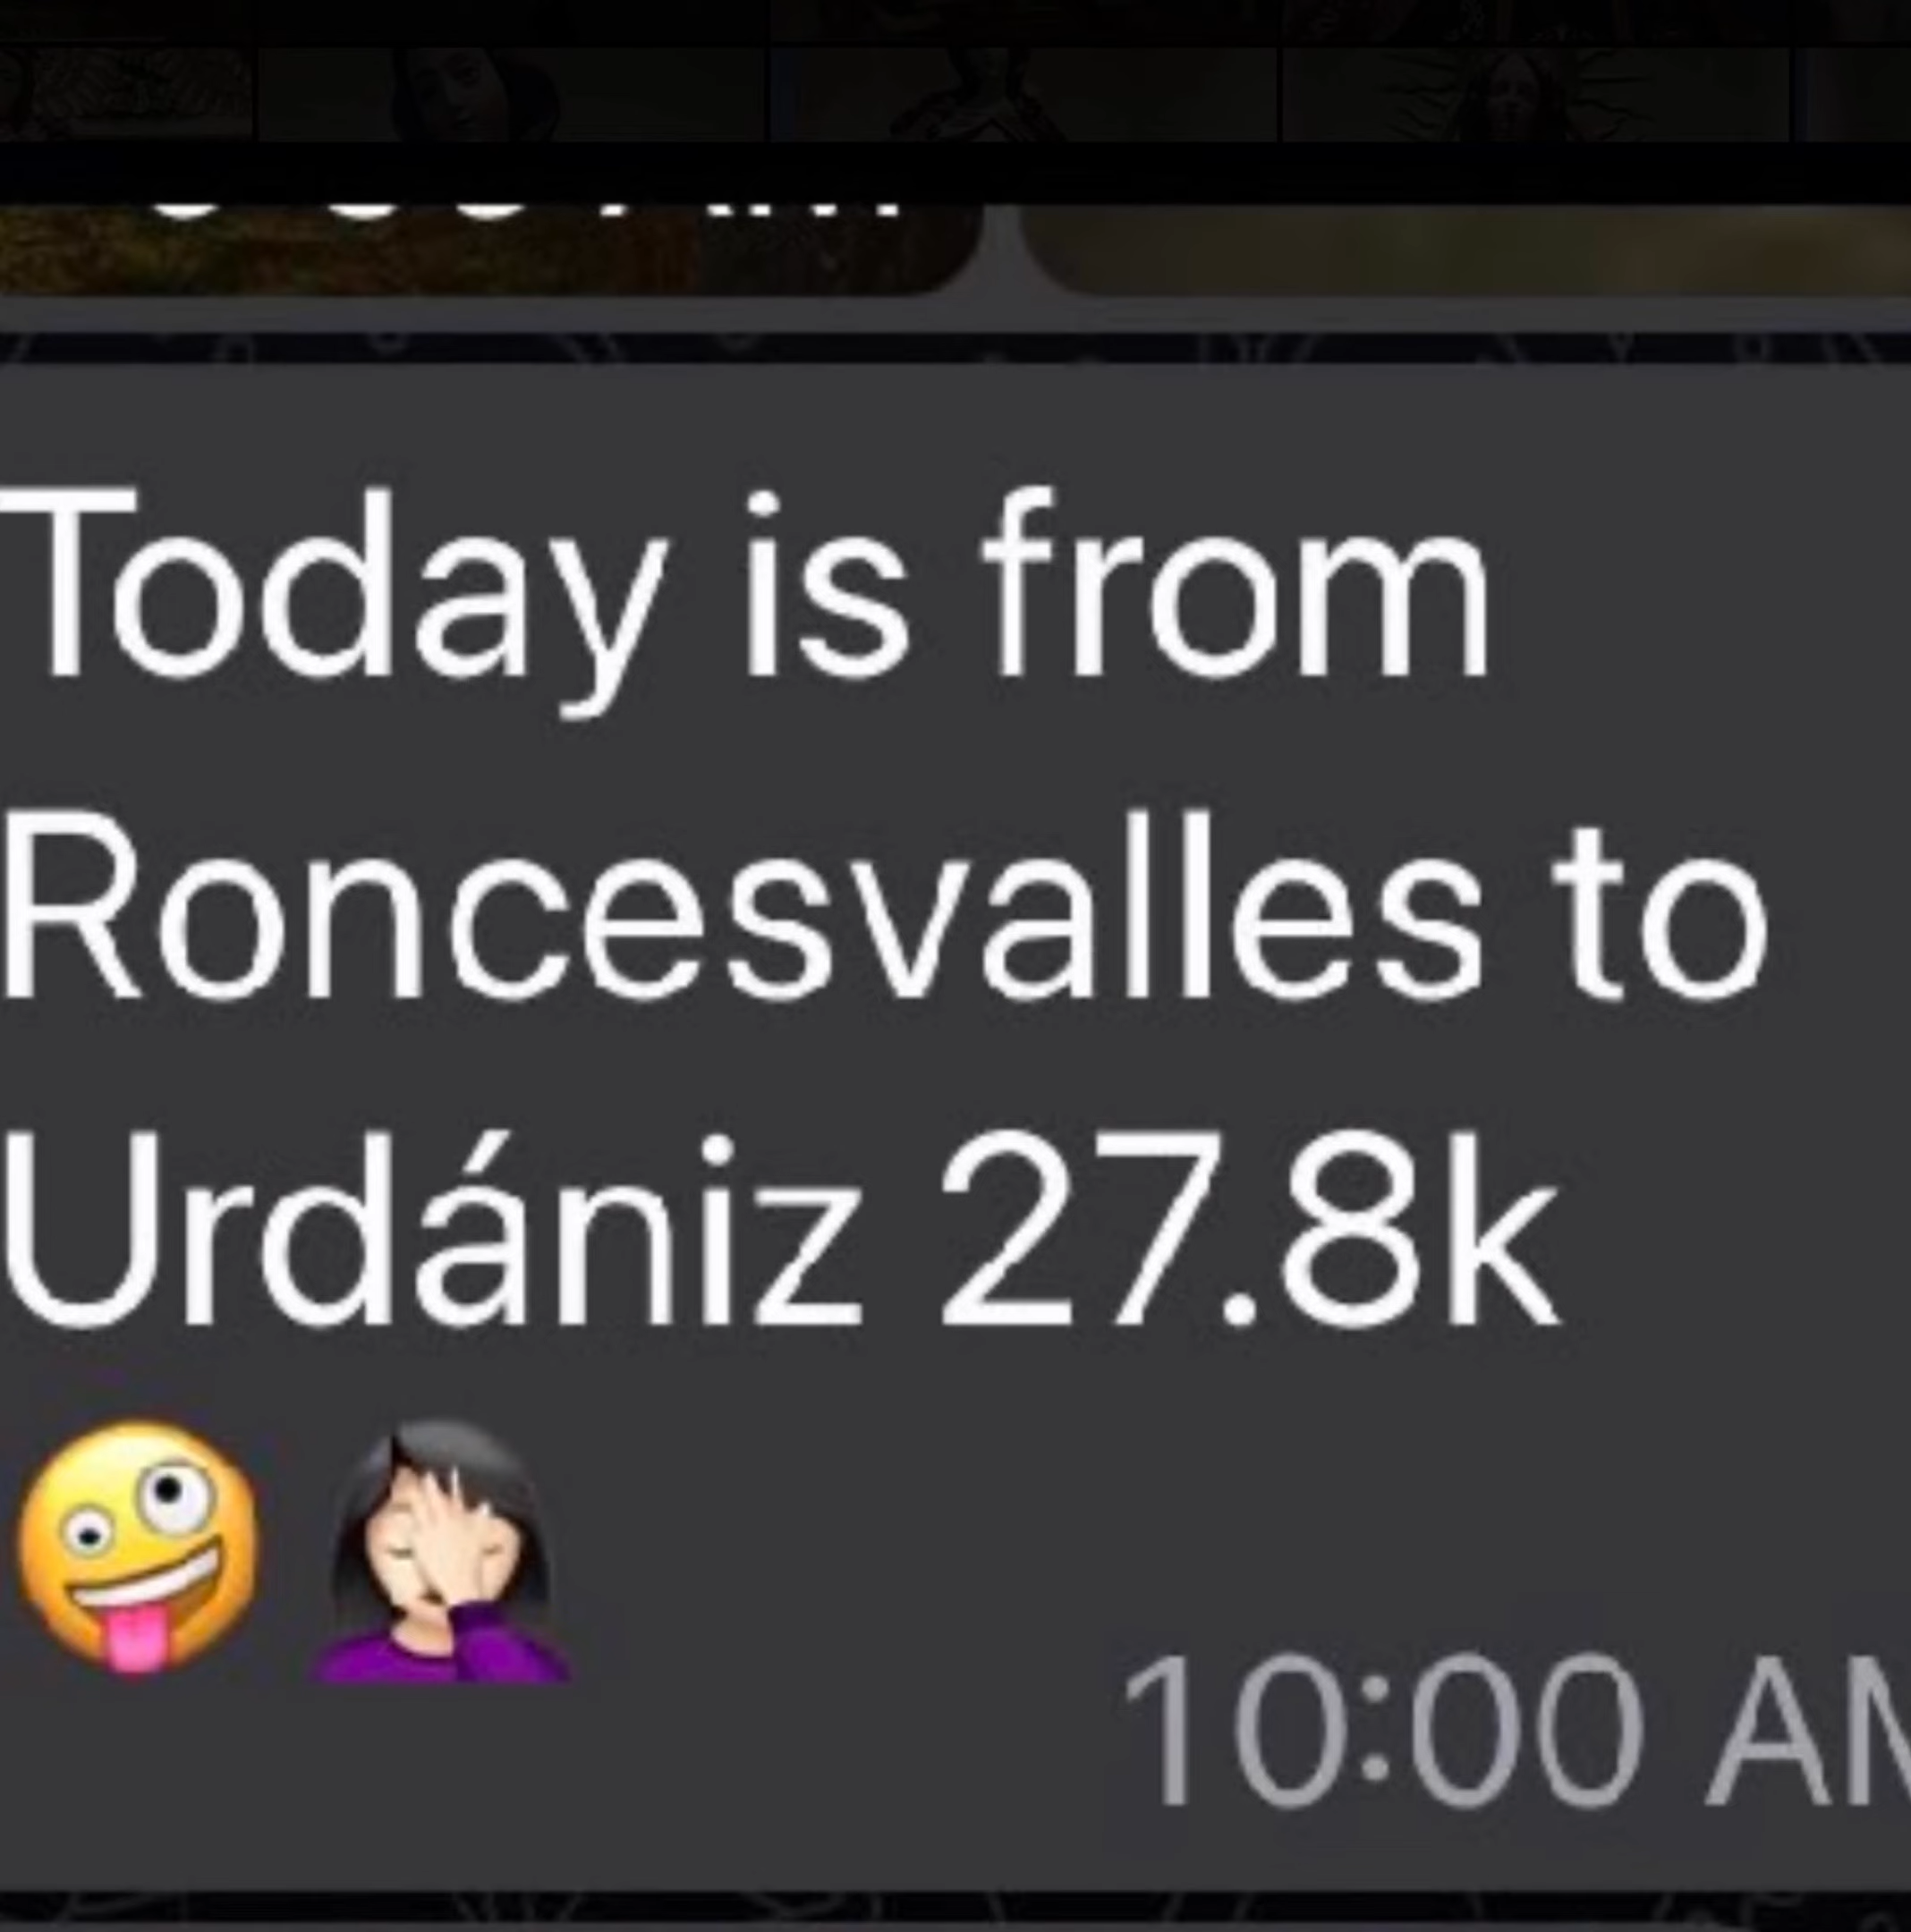 Today is from
Roncesvalles to
Urdániz 27.8k
🤪 🤦🏻‍♀️
10:00 AM